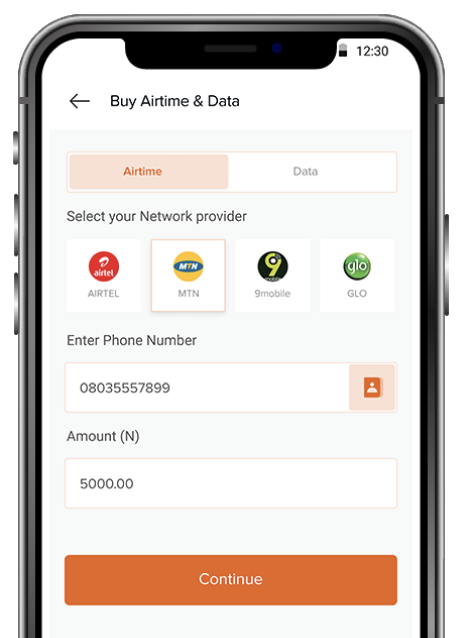 12:30
Buy Airtime & Data
Airtime Data
Select your Network provider
airtel MTN 9 glo
AIRTEL MTN 9mobile GLO
Enter Phone Number
08035557899
Amount (N)
5000.00
Continue